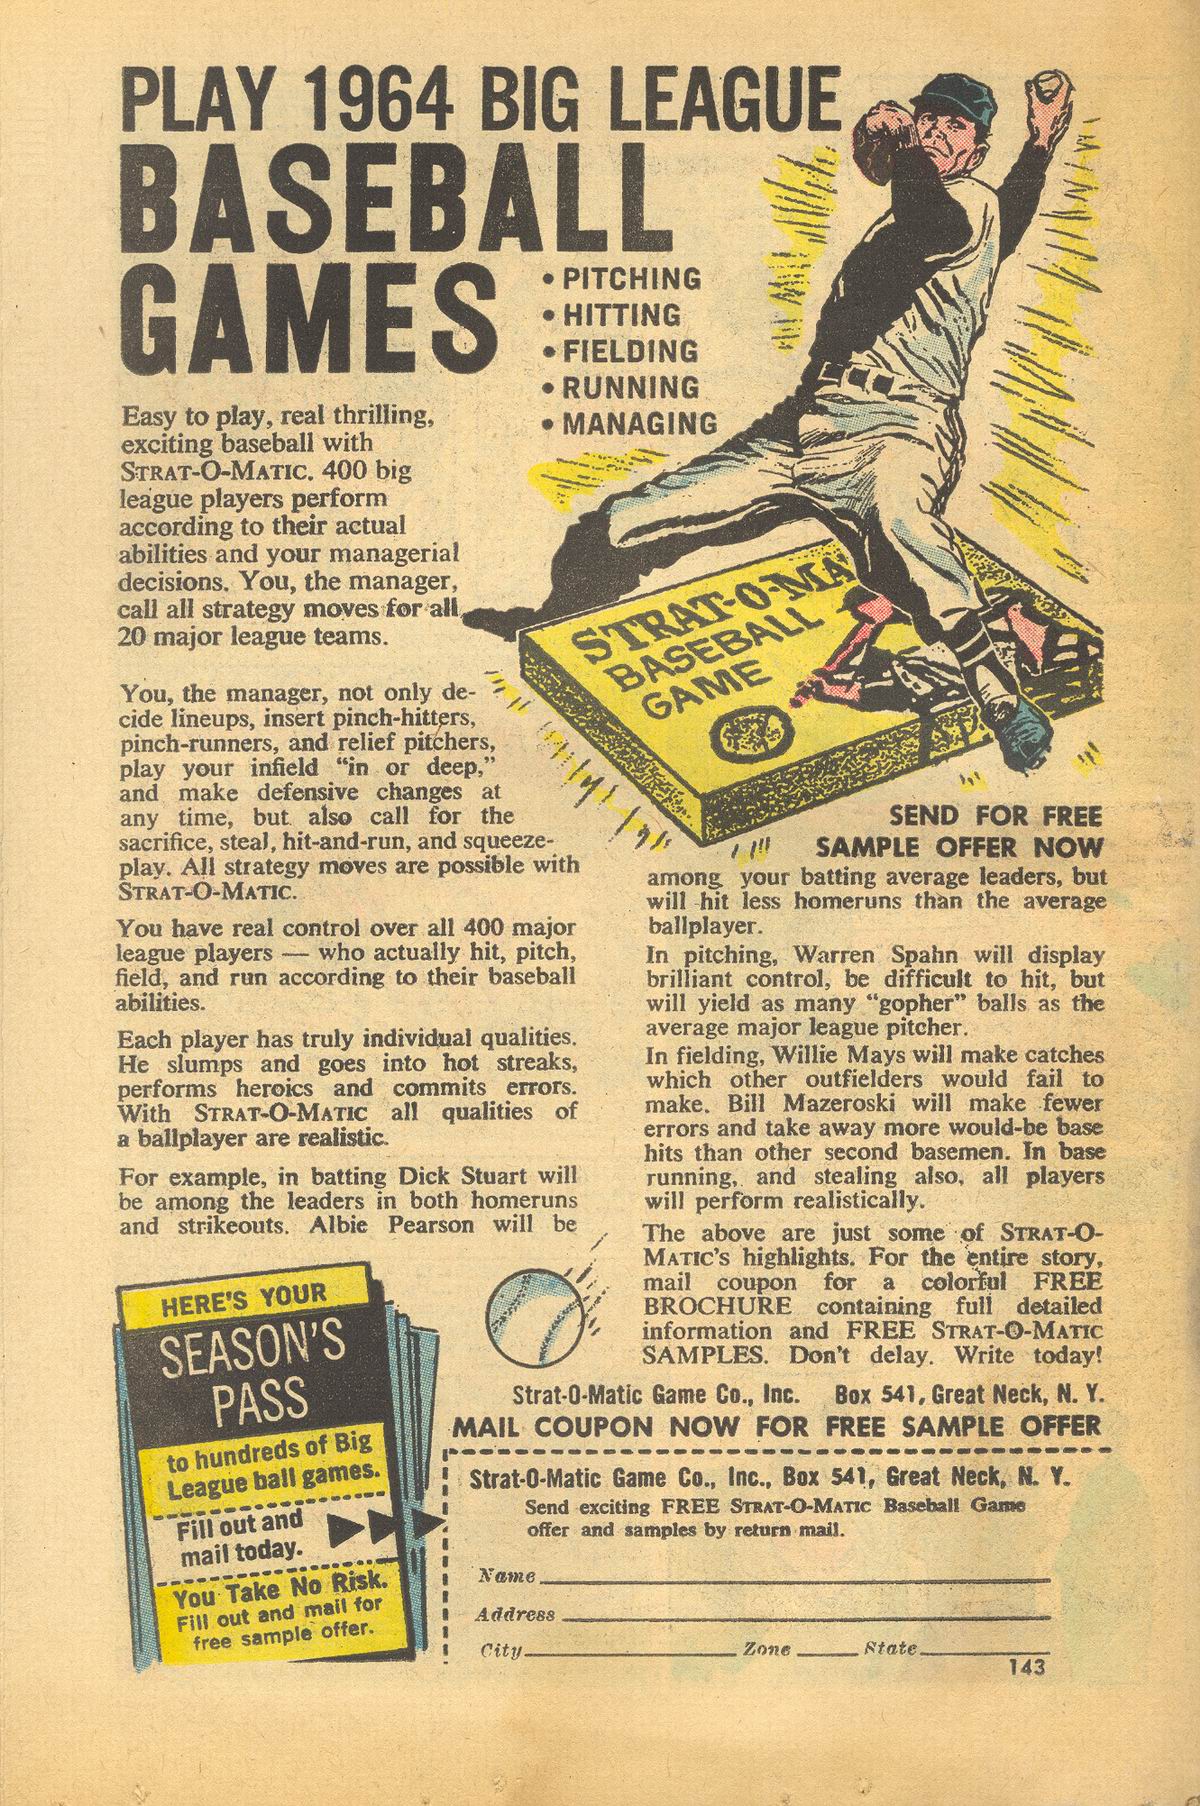 PLAY 1964 BIG LEAGUE
BASEBALL
GAMES
• PITCHING
• HITTING
• FIELDING
• RUNNING
• MANAGING
Easy to play, real thrilling,
exciting baseball with
STRAT-O-MATIC. 400 big
league players perform
according to their actual
abilities and your managerial
decisions. You, the manager,
call all strategy moves for all
20 major league teams.
STRAT-O-MA
BASEBALL
GAME
You, the manager, not only de-
cide lineups, insert pinch-hitters,
pinch-runners, and relief pitchers,
play your infield “in or deep,”
and make defensive changes at
any time, but also call for the
sacrifice, steal, hit-and-run, and squeeze-
play. All strategy moves are possible with
STRAT-O-MATIC.
You have real control over all 400 major
league players — who actually hit, pitch,
field, and run according to their baseball
abilities.
Each player has truly individual qualities.
He slumps and goes into hot streaks,
performs heroics and commits errors.
With STRAT-O-MATIC all qualities of
a ballplayer are realistic.
For example, in batting Dick Stuart will
be among the leaders in both homeruns
and strikeouts. Albie Pearson will be
SEND FOR FREE
SAMPLE OFFER NOW
among your batting average leaders, but
will hit less homeruns than the average
ballplayer.
In pitching, Warren Spahn will display
brilliant control, be difficult to hit, but
will yield as many “gopher” balls as the
average major league pitcher.
In fielding, Willie Mays will make catches
which other outfielders would fail to
make. Bill Mazeroski will make fewer
errors and take away more would-be base
hits than other second basemen. In base
running, and stealing also, all players
will perform realistically.
The above are just some of STRAT-O-
MATIC's highlights. For the entire story,
mail coupon for a colorful FREE
BROCHURE containing full detailed
information and FREE STRAT-O-MATIC
SAMPLES. Don't delay. Write today!
Strat-O-Matic Game Co., Inc. Box 541, Great Neck, N. Y.
MAIL COUPON NOW FOR FREE SAMPLE OFFER
HERE'S YOUR
SEASON'S
PASS
to hundreds of Big
League ball games.
Fill out and
mail today.
You Take No Risk.
Fill out and mail for
free sample offer.
Strat-O-Matic Game Co., Inc., Box 541, Great Neck, N. Y.
Send exciting FREE STRAT-O-MATIC Baseball Game
offer and samples by return mail.
Name
Address
City Zone State
143